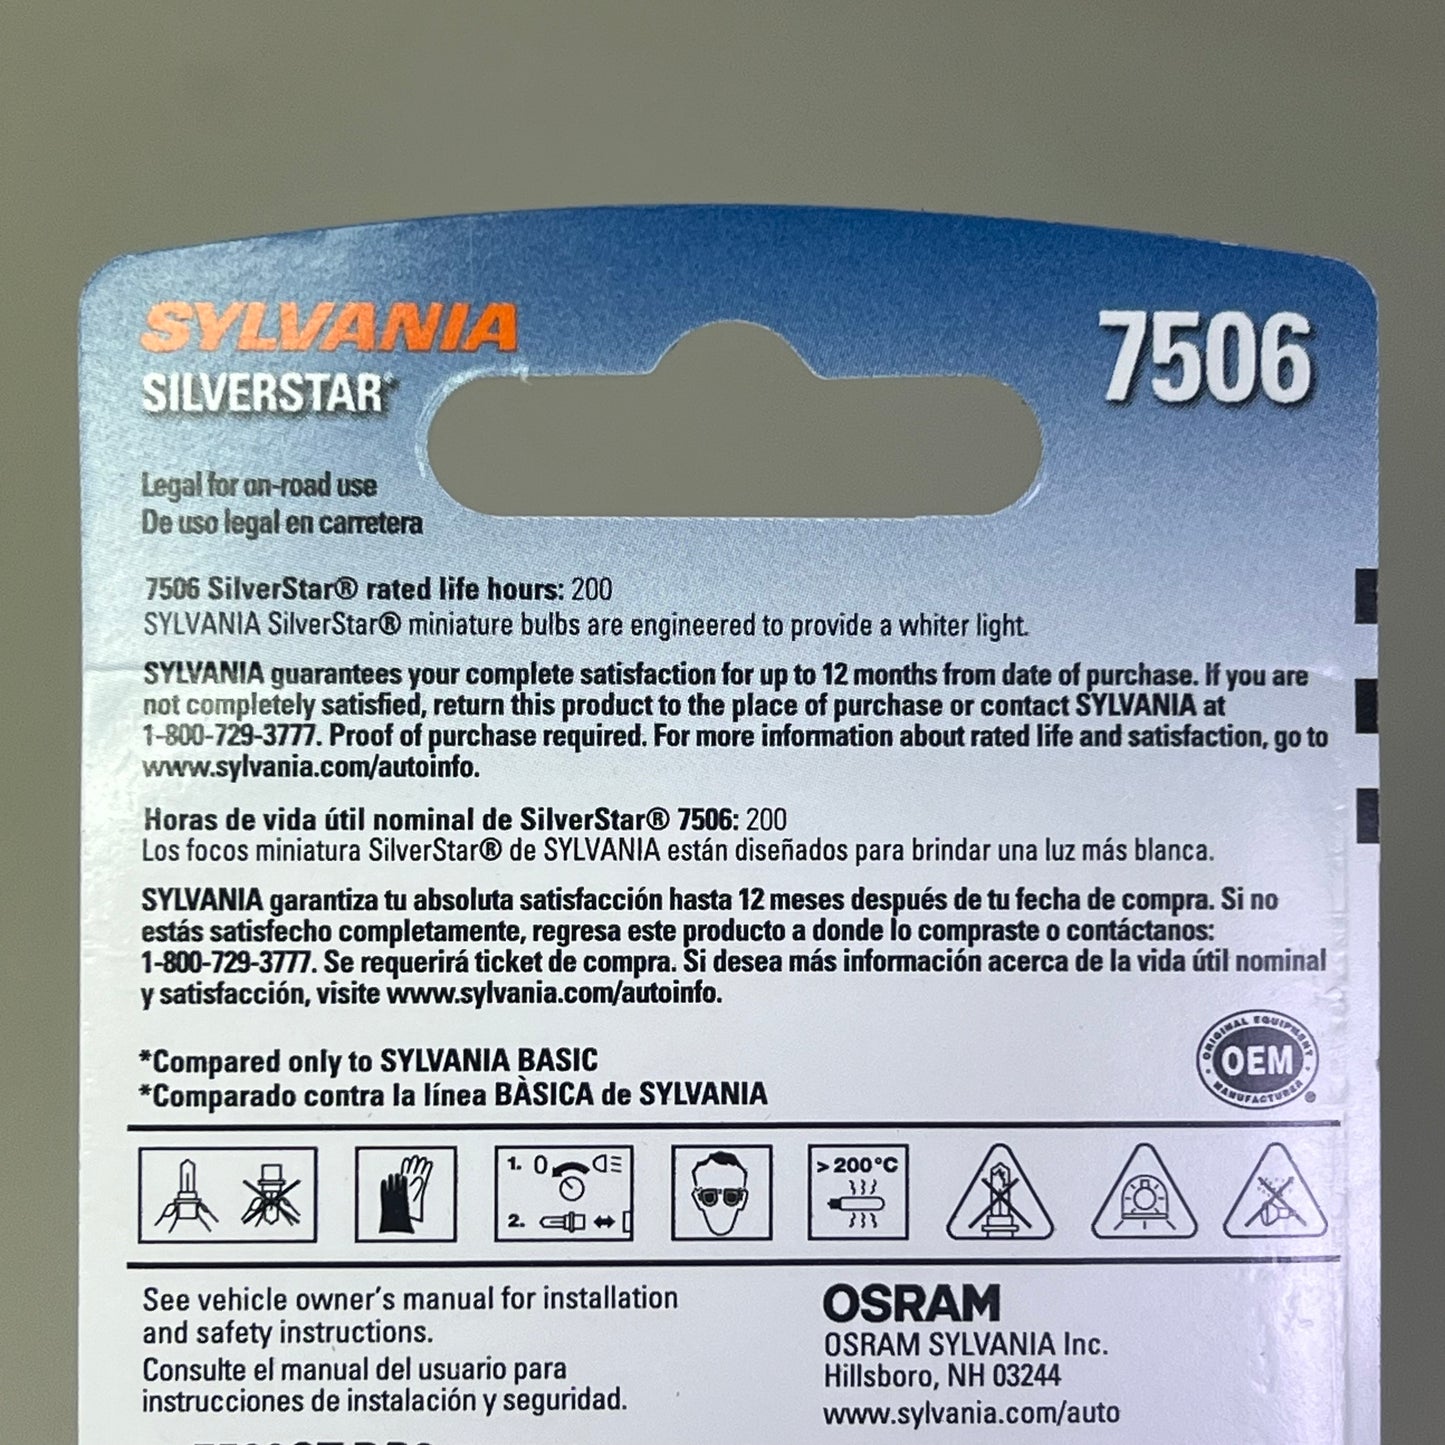 SYLVANIA
SILVERSTAR®
7506
Legal for on-road use
De uso legal en carretera
7506 SilverStar® rated life hours: 200
SYLVANIA SilverStar® miniature bulbs are engineered to provide a whiter light.
SYLVANIA guarantees your complete satisfaction for up to 12 months from date of purchase. If you are
not completely satisfied, return this product to the place of purchase or contact SYLVANIA at
1-800-729-3777. Proof of purchase required. For more information about rated life and satisfaction, go to
www.sylvania.com/autoinfo.
Horas de vida útil nominal de SilverStar® 7506: 200
Los focos miniatura SilverStar® de SYLVANIA están diseñados para brindar una luz más blanca.
SYLVANIA garantiza tu absoluta satisfacción hasta 12 meses después de tu fecha de compra. Si no
estás satisfecho completamente, regresa este producto a donde lo compraste o contáctanos:
1-800-729-3777. Se requerirá ticket de compra. Si desea más información acerca de la vida útil nominal
y satisfacción, visite www.sylvania.com/autoinfo.
*Compared only to SYLVANIA BASIC
*Comparado contra la línea BÀSICA de SYLVANIA
ORIGINAL EQUIPMENT
OEM
MANUFACTURER ®
1. 0
2.
>200°C
See vehicle owner's manual for installation
and safety instructions.
Consulte el manual del usuario para
instrucciones de instalación y seguridad.
OSRAM
OSRAM SYLVANIA Inc.
Hillsboro, NH 03244
www.sylvania.com/auto